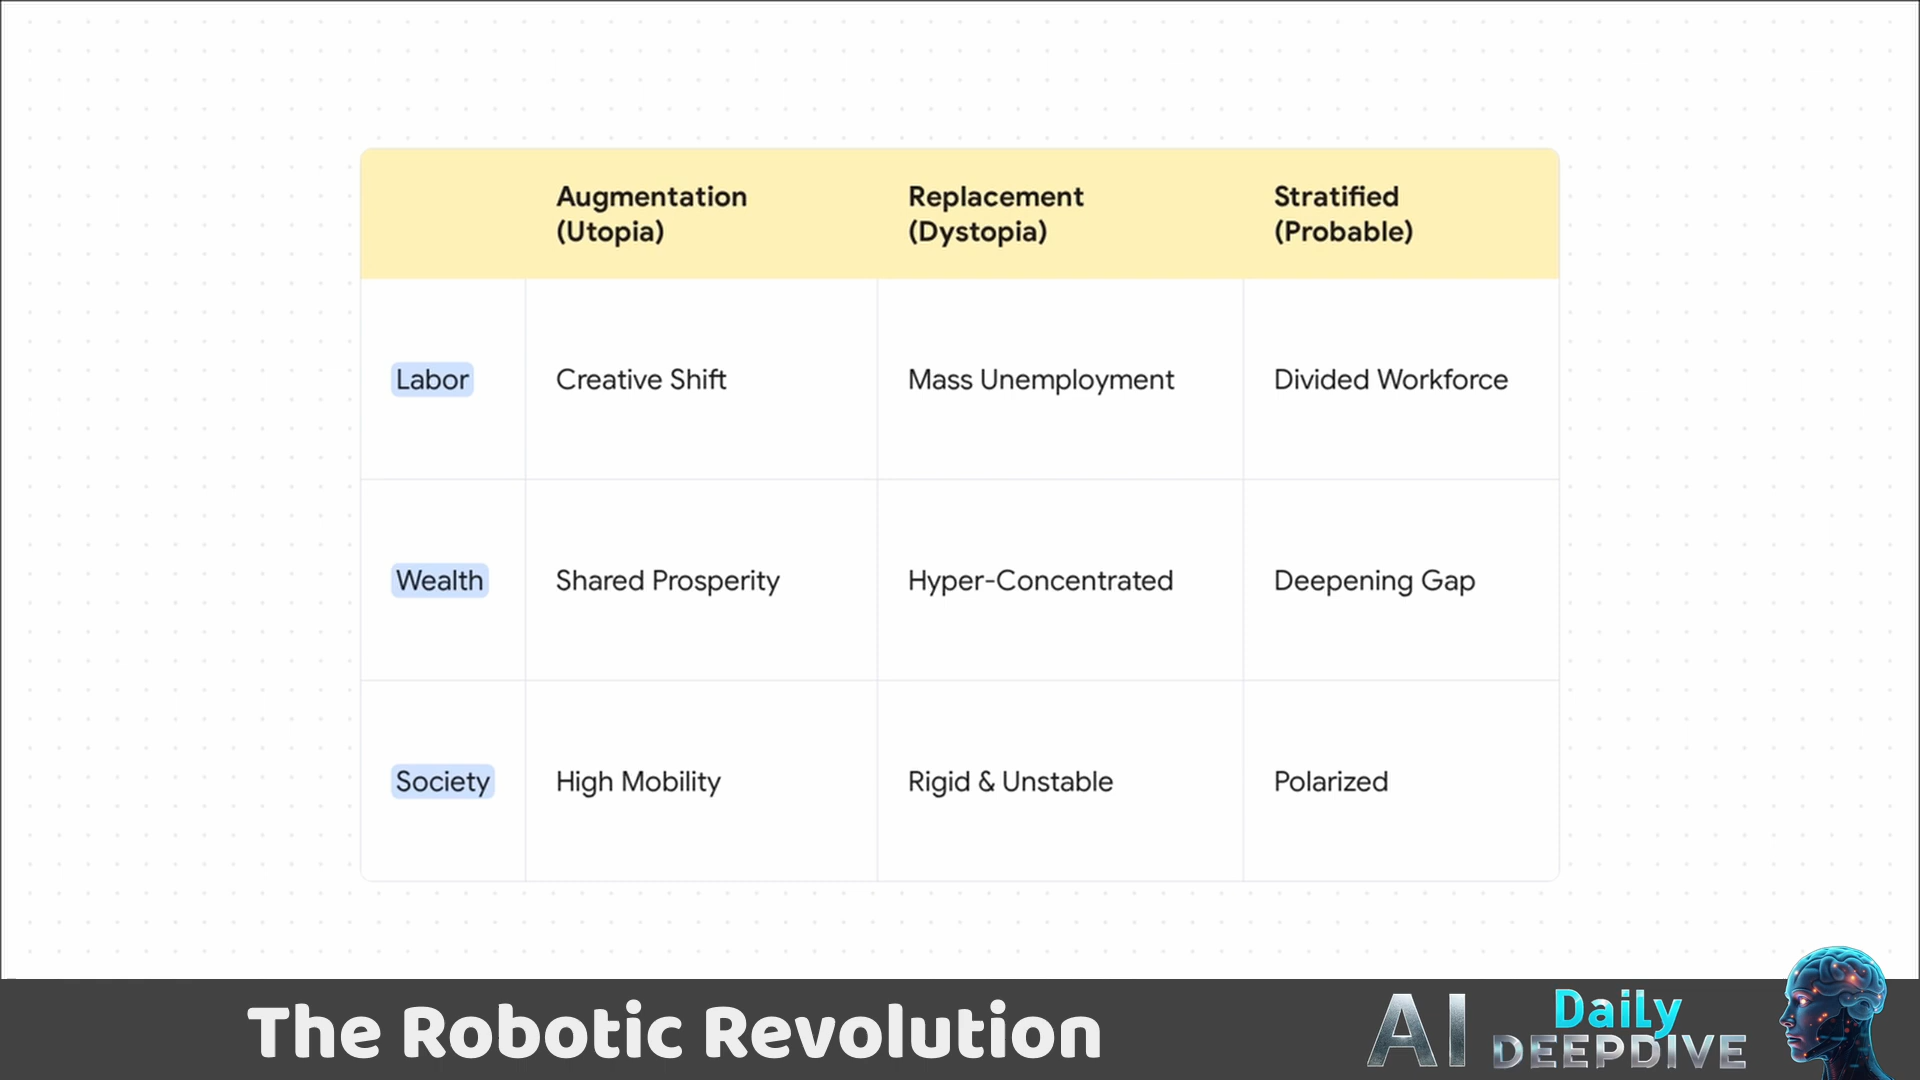 Augmentation
(Utopia)
Replacement
(Dystopia)
Stratified
(Probable)
Labor
Creative Shift
Mass Unemployment
Divided Workforce
Wealth
Shared Prosperity
Hyper-Concentrated
Deepening Gap
Society
High Mobility
Rigid & Unstable
Polarized
The Robotic Revolution
AI
Daily
DEEPDIVE